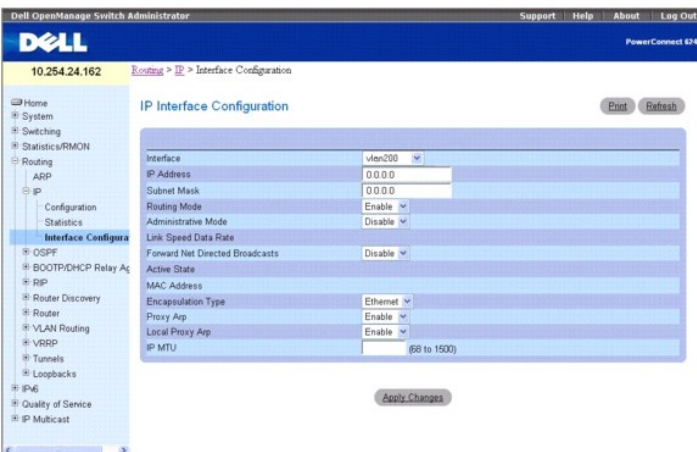 Dell OpenManage Switch Administrator
Support Help About Log Out
DELL
PowerConnect 624
10.254.24.162
Routing > IP > Interface Configuration
Home
System
Switching
Statistics/RMON
Routing
ARP
IP
Configuration
Statistics
Interface Configura
OSPF
BOOTP/DHCP Relay Ag
RIP
Router Discovery
Router
VLAN Routing
VRRP
Tunnels
Loopbacks
IPv6
Quality of Service
IP Multicast
IP Interface Configuration
Print Refresh
Interface vlan200
IP Address 0.0.0.0
Subnet Mask 0.0.0.0
Routing Mode Enable
Administrative Mode Disable
Link Speed Data Rate
Forward Net Directed Broadcasts Disable
Active State
MAC Address
Encapsulation Type Ethernet
Proxy Arp Enable
Local Proxy Arp Enable
IP MTU (68 to 1500)
Apply Changes